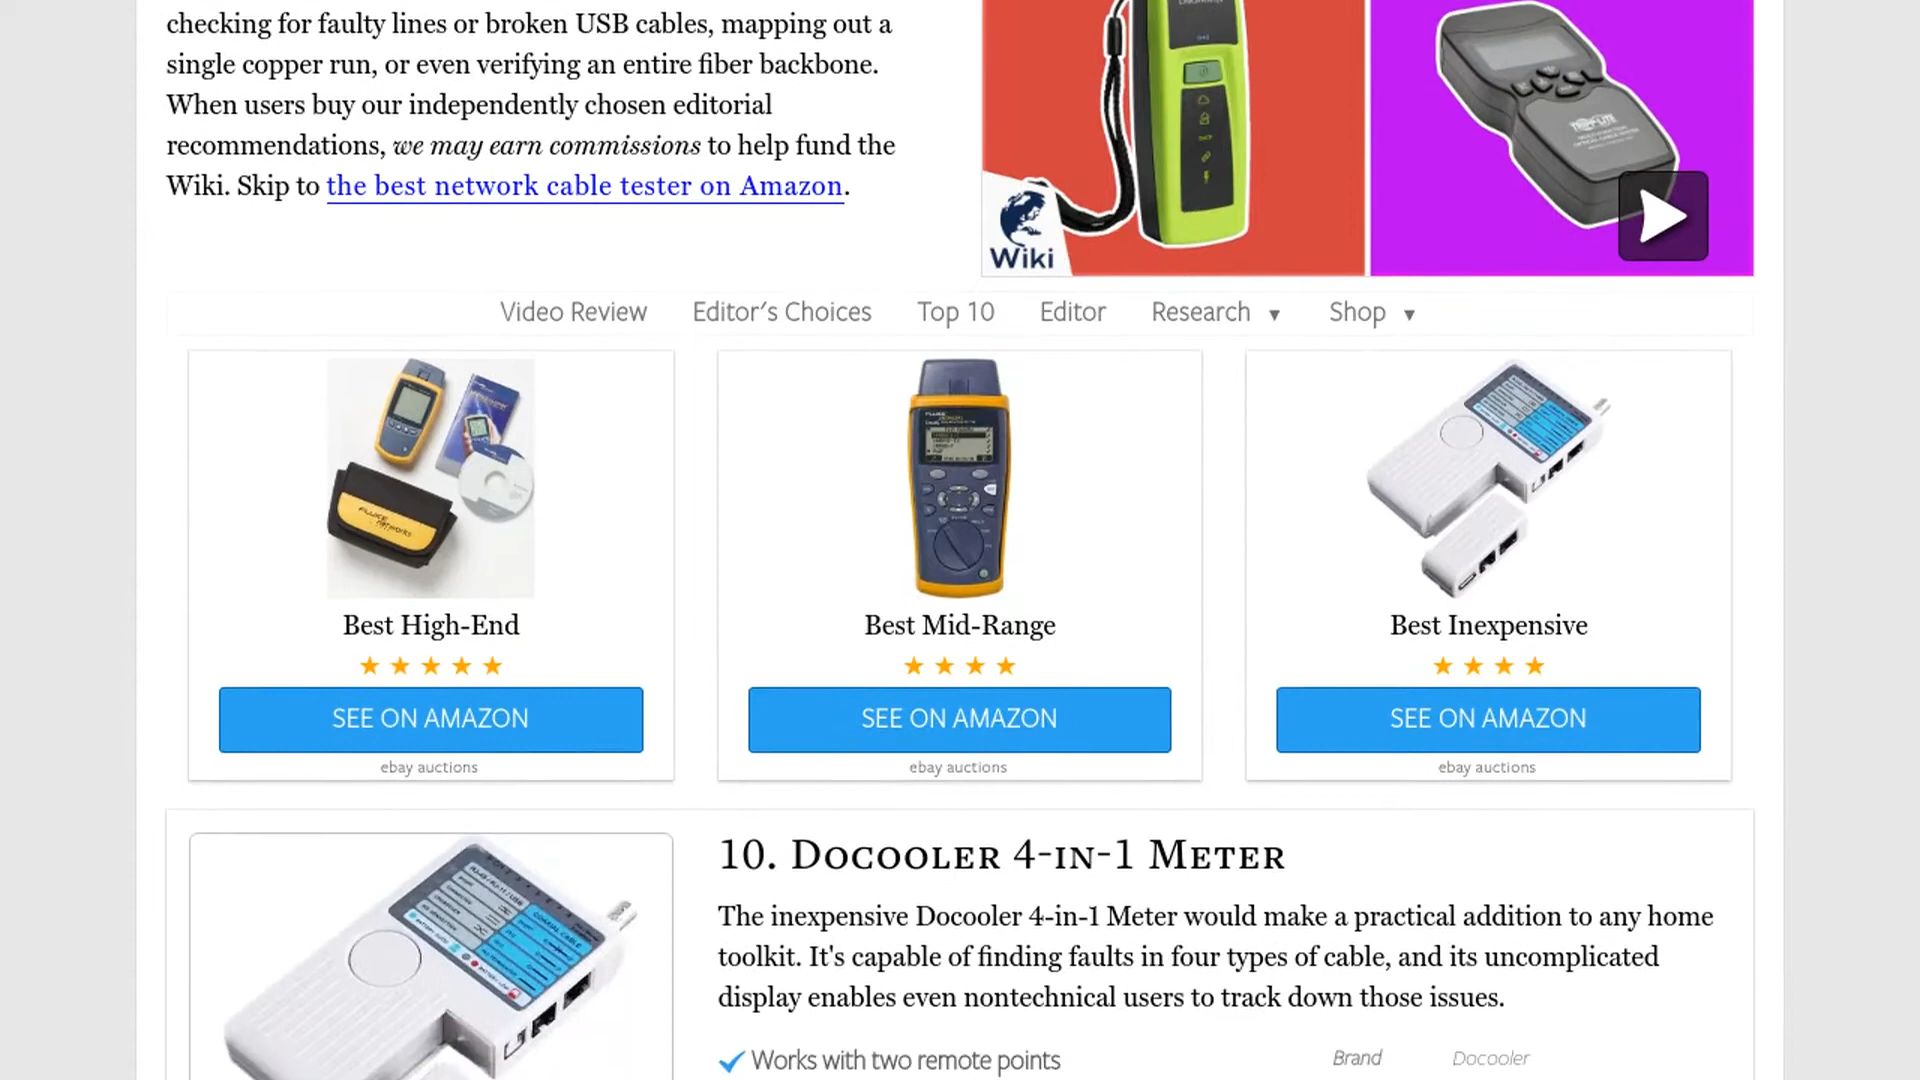 checking for faulty lines or broken USB cables, mapping out a
single copper run, or even verifying an entire fiber backbone.
When users buy our independently chosen editorial
recommendations, we may earn commissions to help fund the
Wiki. Skip to the best network cable tester on Amazon.
Wiki
TRIPP-LITE
Video Review Editor's Choices Top 10 Editor Research ▼ Shop ▼
FLUKE
networks
Best High-End Best Mid-Range Best Inexpensive
★ ★ ★ ★ ★ ★ ★ ★ ★ ★ ★ ★ ★
SEE ON AMAZON SEE ON AMAZON SEE ON AMAZON
ebay auctions ebay auctions ebay auctions
10. Docooler 4-in-1 Meter
The inexpensive Docooler 4-in-1 Meter would make a practical addition to any home
toolkit. It's capable of finding faults in four types of cable, and its uncomplicated
display enables even nontechnical users to track down those issues.
Works with two remote points Brand Docooler
COAXIAL CABLE